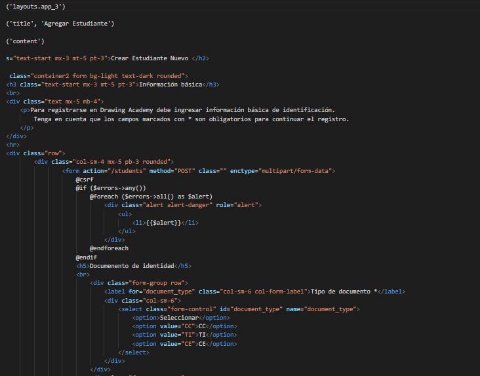 ('layouts.app_3')
('title', 'Agregar Estudiante')
('content')
s="text-start mx-3 mt-5 pt-3">Crear Estudiante Nuevo </h2>
class="container2 form bg-light text-dark rounded">
<h3 class="text-start mx-3 mt-5 pt-3">Información básica</h3>
<br>
<div class="text mx-5 mb-4">
<p>Para registrarse en Drawing Academy debe ingresar información básica de identificación.
Tenga en cuenta que los campos marcados con * son obligatorios para continuar el registro.
</p>
</div>
<hr>
<div class="row">
<div class="col-sm-4 mx-5 pb-3 rounded">
<form action="/students" method="POST" class="" enctype="multipart/form-data">
@csrf
@if ($errors->any())
@foreach ($errors->all() as $alert)
<div class="alert alert-danger" role="alert">
<ul>
<li>{{$alert}}</li>
</ul>
</div>
@endforeach
@endif
<h5>Documenento de identidad</h5>
<br>
<div class="form-group row">
<label for="document_type" class="col-sm-6 col-form-label">Tipo de documento *</label>
<div class="col-sm-6">
<select class="form-control" id="document_type" name="document_type">
<option>Seleccionar</option>
<option value="CC">CC</option>
<option value="TI">TI</option>
<option value="CE">CE</option>
</select>
</div>
</div>